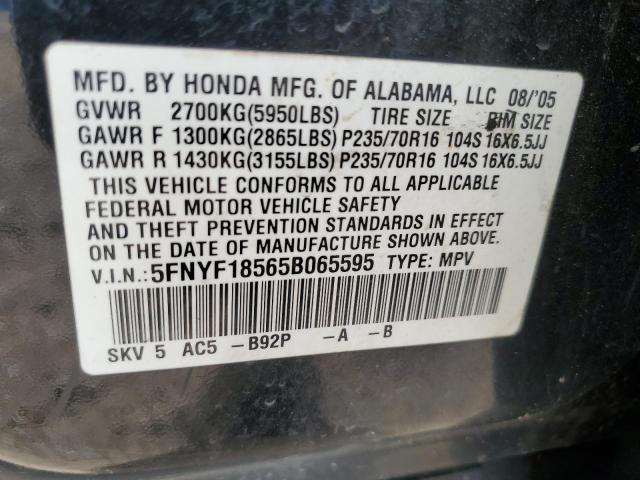 MFD. BY HONDA MFG. OF ALABAMA, LLC 08/'05
GVWR 2700KG(5950LBS) TIRE SIZE RIM SIZE
GAWR F 1300KG(2865LBS) P235/70R16 104S 16X6.5JJ
GAWR R 1430KG(3155LBS) P235/70R16 104S 16X6.5JJ
THIS VEHICLE CONFORMS TO ALL APPLICABLE
FEDERAL MOTOR VEHICLE SAFETY
AND THEFT PREVENTION STANDARDS IN EFFECT
ON THE DATE OF MANUFACTURE SHOWN ABOVE.
V.I.N.: 5FNYF18565B065595 TYPE: MPV
SKV 5 AC5 -B92P -A -B